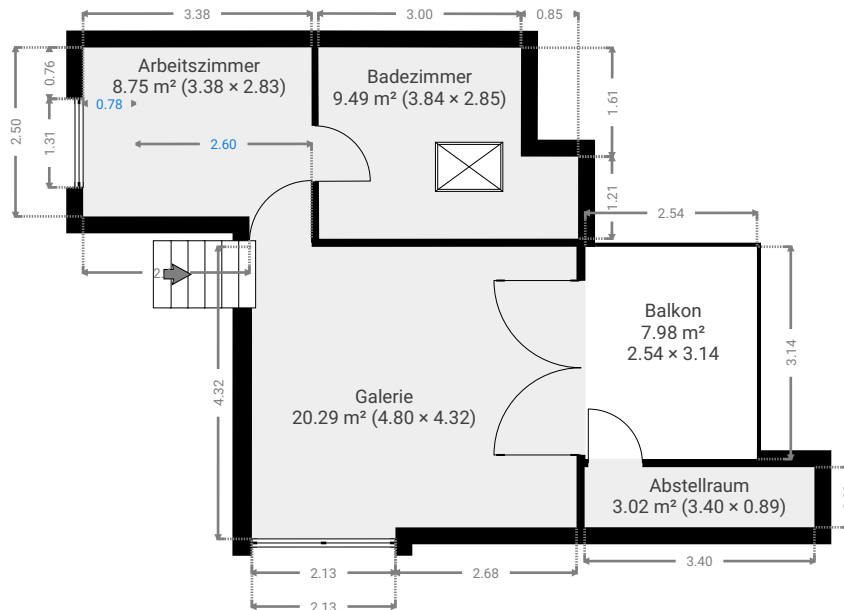 3.38
3.00
0.85
Arbeitszimmer
8.75 m² (3.38 × 2.83)
Badezimmer
9.49 m² (3.84 × 2.85)
0.76
0.78
2.50
1.31
2.60
1.61
1.21
2.54
Balkon
7.98 m²
2.54 × 3.14
3.14
4.32
Galerie
20.29 m² (4.80 × 4.32)
Abstellraum
3.02 m² (3.40 × 0.89)
3.40
2.13
2.68
2.13